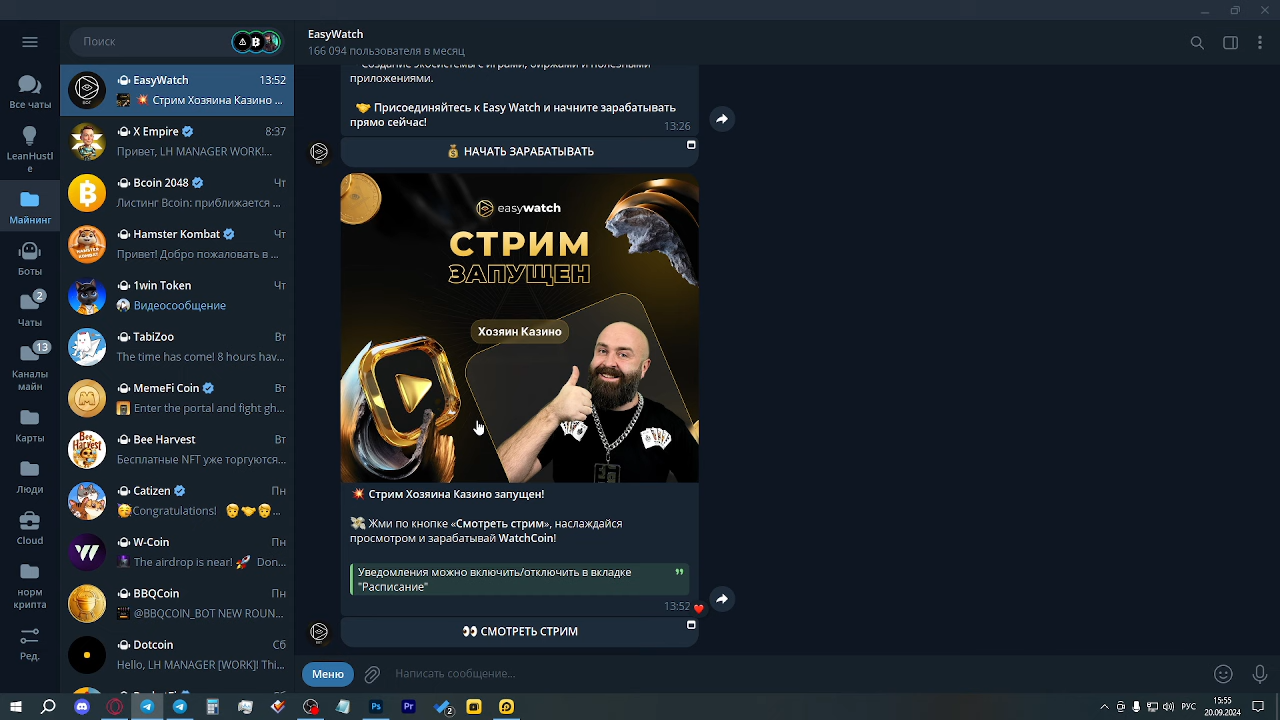 Поиск
EasyWatch
166 094 пользователя в месяц
Все чаты
LeanHustl
e
Майнинг
Боты
2
Чаты
13
Каналы
майн
Карты
Люди
Cloud
норм
крипта
Ред.
EasyWatch 13:52
Стрим Хозяина Казино ...
X Empire 8:37
Привет, LH MANAGER WORK!...
Bcoin 2048 Чт
Листинг Bcoin: приближается ...
Hamster Kombat Чт
Привет! Добро пожаловать в ...
1win Token Чт
Видеосообщение
TabiZoo Вт
The time has come! 8 hours hav...
MemeFi Coin Вт
Enter the portal and fight gh...
Bee Harvest Вт
Бесплатные NFT уже торгуются...
Catizen Пн
Congratulations! ...
W-Coin Пн
The airdrop is near! Don...
BBQCoin Пн
@BBQCOIN_BOT NEW ROUN...
Dotcoin Сб
Hello, LH MANAGER [WORK]! Thi...
Создание экосистемы с играми, биржами и полезными
приложениями.
Присоединяйтесь к Easy Watch и начните зарабатывать
прямо сейчас!
13:26
НАЧАТЬ ЗАРАБАТЫВАТЬ
easywatch
СТРИМ
ЗАПУЩЕН
Хозяин Казино
Стрим Хозяина Казино запущен!
Жми по кнопке «Смотреть стрим», наслаждайся
просмотром и зарабатывай WatchCoin!
Уведомления можно включить/отключить в вкладке
"Расписание"
13:52
СМОТРЕТЬ СТРИМ
Меню
Написать сообщение...
2
РУС
15:55
20.09.2024